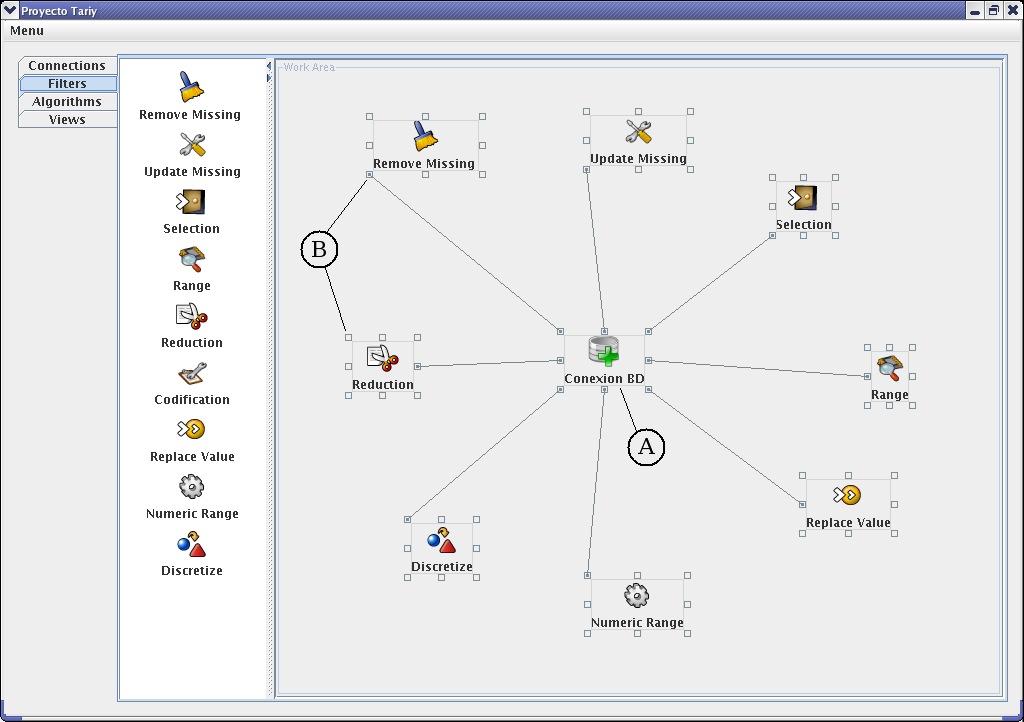 Proyecto Tariy
Menu
Connections
Filters
Algorithms
Views
Remove Missing
Update Missing
Selection
Range
Reduction
Codification
Replace Value
Numeric Range
Discretize
Work Area
Remove Missing
Update Missing
Selection
B
Reduction
Conexion BD
Range
A
Replace Value
Discretize
Numeric Range